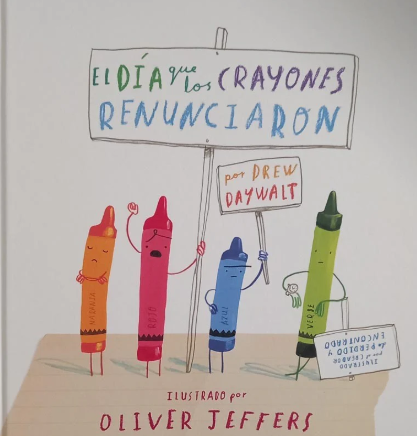 EL DÍA que los CRAYONES
RENUNCIARON
por DREW
DAYWALT
NARANJA
ROJO
AZUL
VERDE
ILUSTRADO
por el CREADOR
de PERDIDO Y
ENCONTRADO
ILUSTRADO por
OLIVER JEFFERS